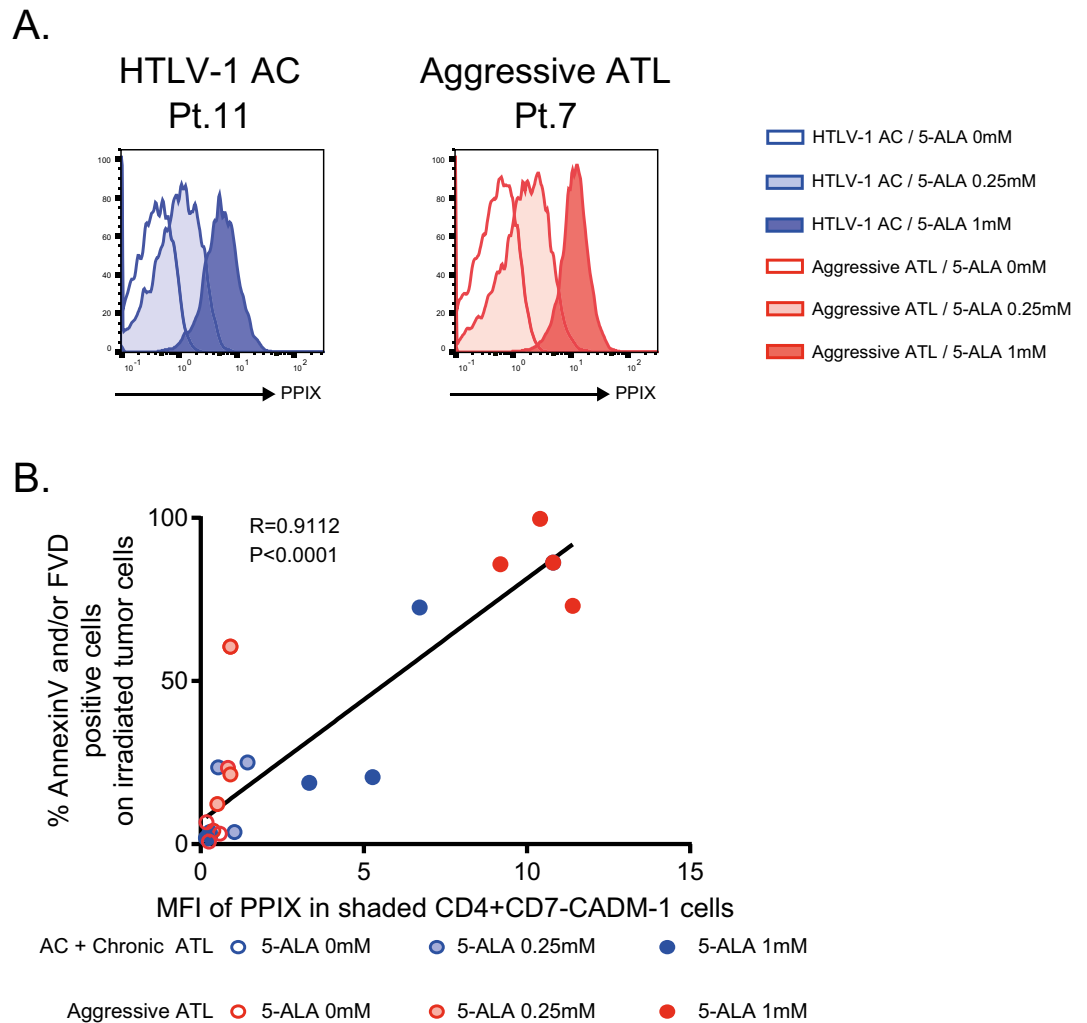 A.
HTLV-1 AC
Pt.11
Aggressive ATL
Pt.7
100
80
60
40
20
0
10-1
100
101
102
PPIX
100
80
60
40
20
0
10-1
100
101
102
PPIX
HTLV-1 AC / 5-ALA 0mM
HTLV-1 AC / 5-ALA 0.25mM
HTLV-1 AC / 5-ALA 1mM
Aggressive ATL / 5-ALA 0mM
Aggressive ATL / 5-ALA 0.25mM
Aggressive ATL / 5-ALA 1mM
B.
% AnnexinV and/or FVD
positive cells
on irradiated tumor cells
100
50
0
R=0.9112
P<0.0001
0
5
10
15
MFI of PPIX in shaded CD4+CD7-CADM-1 cells
AC + Chronic ATL 5-ALA 0mM 5-ALA 0.25mM 5-ALA 1mM
Aggressive ATL 5-ALA 0mM 5-ALA 0.25mM 5-ALA 1mM